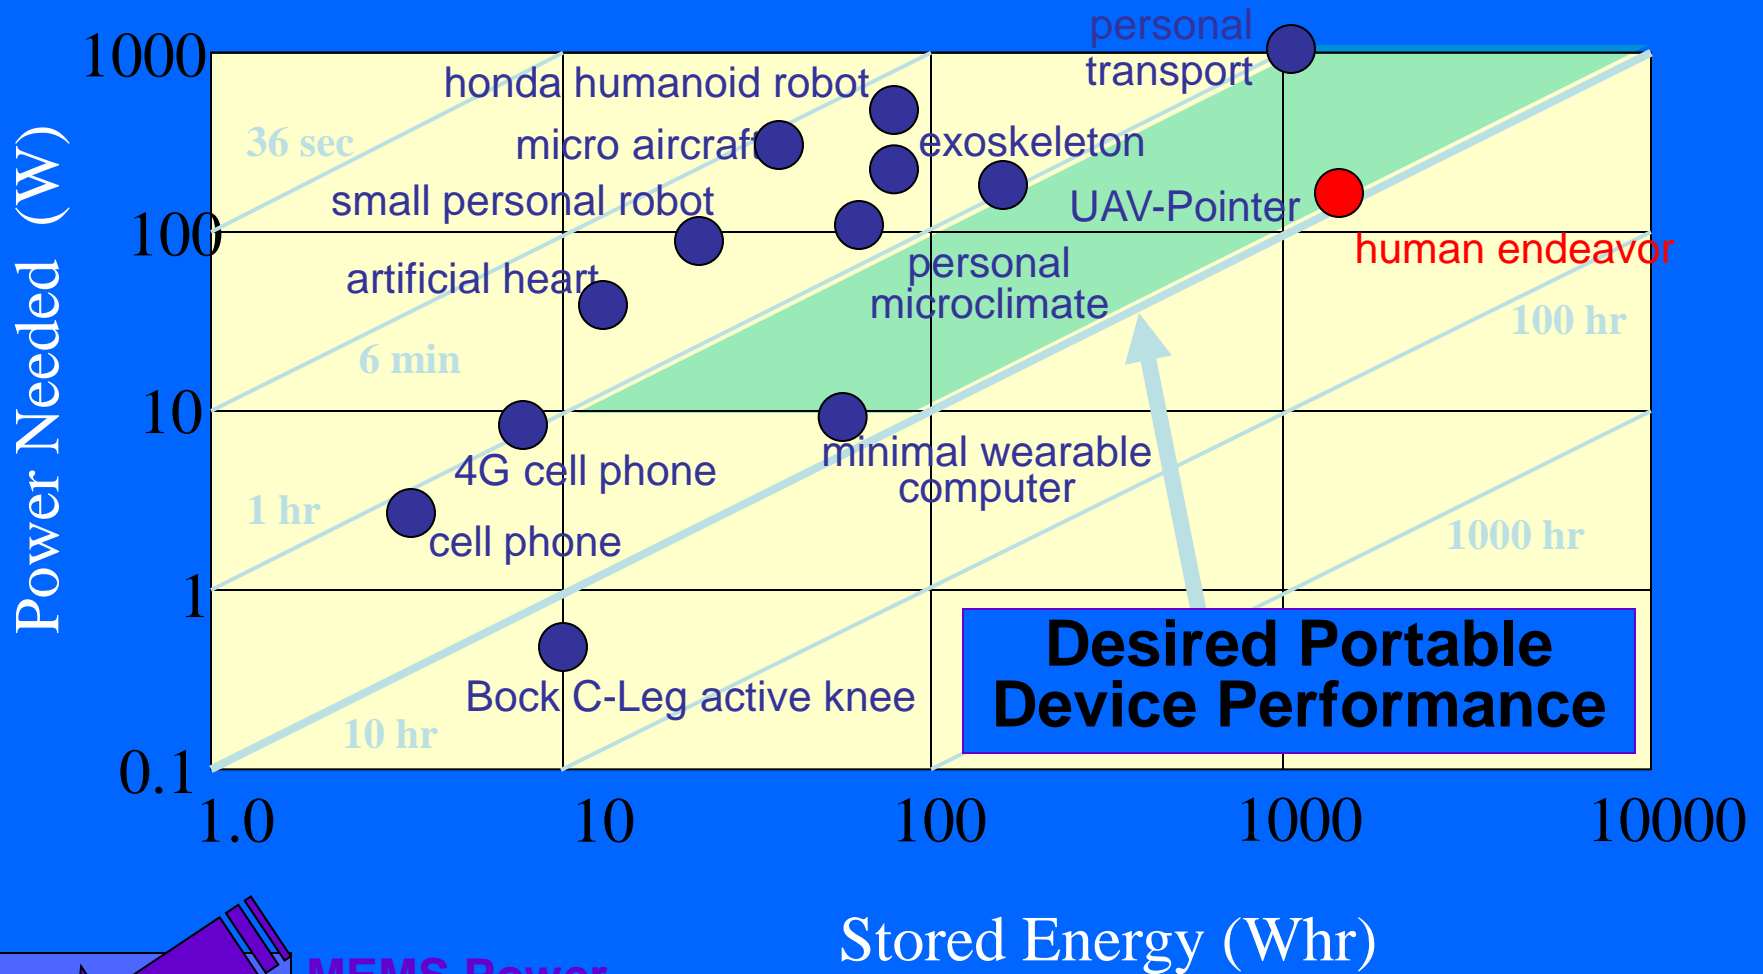 personal
transport
1000
honda humanoid robot
micro aircraft
exoskeleton
36 sec
small personal robot
UAV-Pointer
100
human endeavor
personal
microclimate
artificial heart
100 hr
6 min
10
minimal wearable
computer
4G cell phone
1 hr
cell phone
1000 hr
1
Desired Portable
Device Performance
Bock C-Leg active knee
10 hr
0.1
Power Needed (W)
1.0
10
100
1000
10000
Stored Energy (Whr)
MEMS Power